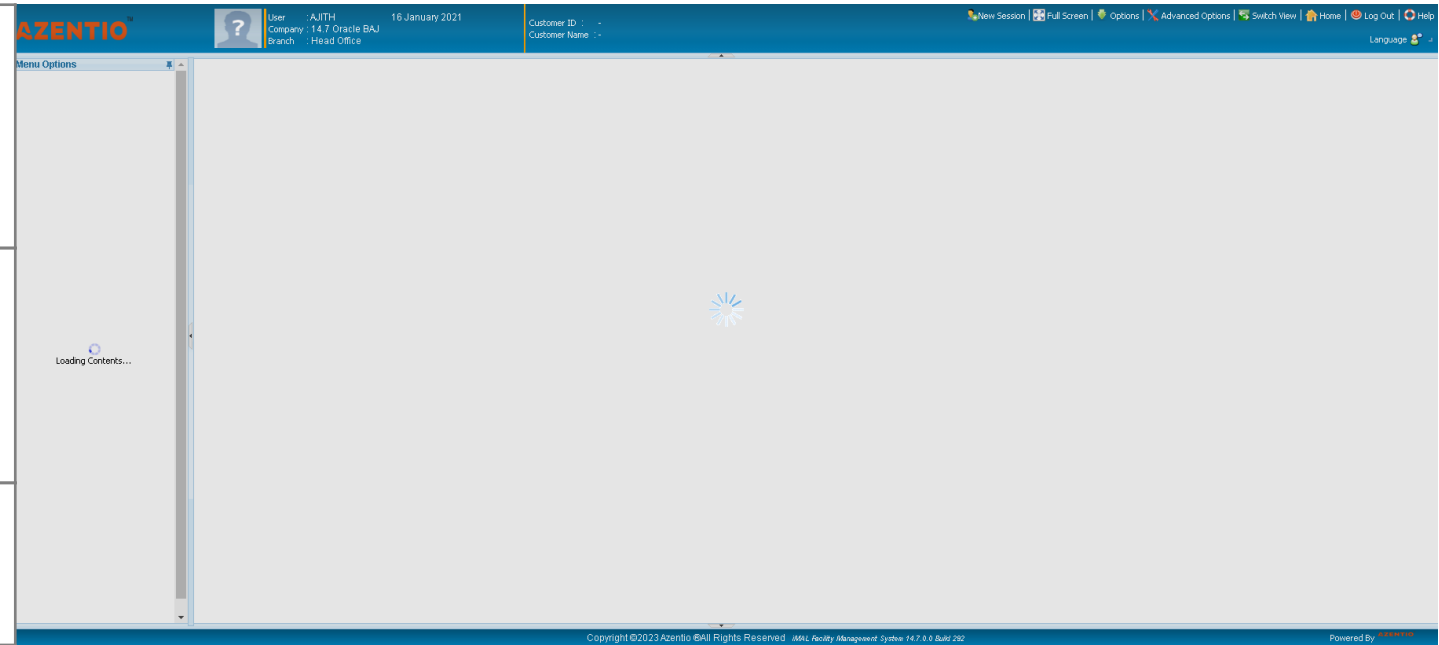 AZENTIO™
User : AJITH 16 January 2021
Company : 14.7 Oracle BAJ
Branch : Head Office
Customer ID : -
Customer Name : -
New Session | Full Screen | Options | Advanced Options | Switch View | Home | Log Out | Help
Language
Menu Options
Loading Contents...
Copyright ©2023 Azentio ®All Rights Reserved iMAL Facility Management System 14.7.0.0 Build 292
Powered By AZENTIO